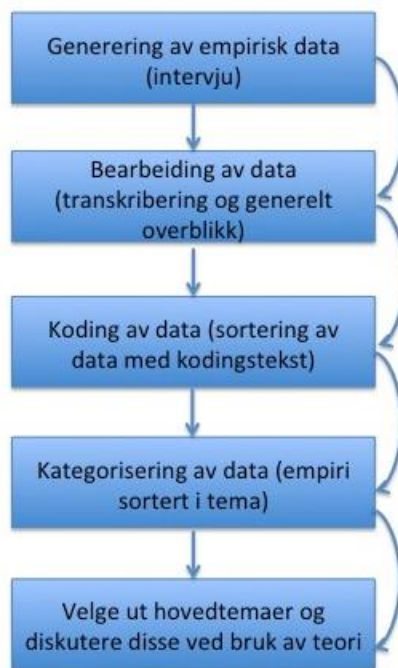 Generering av empirisk data
(intervju)
Bearbeiding av data
(transkribering og generelt
overblikk)
Koding av data (sortering av
data med kodingstekst)
Kategorisering av data (empiri
sortert i tema)
Velge ut hovedtemaer og
diskutere disse ved bruk av teori